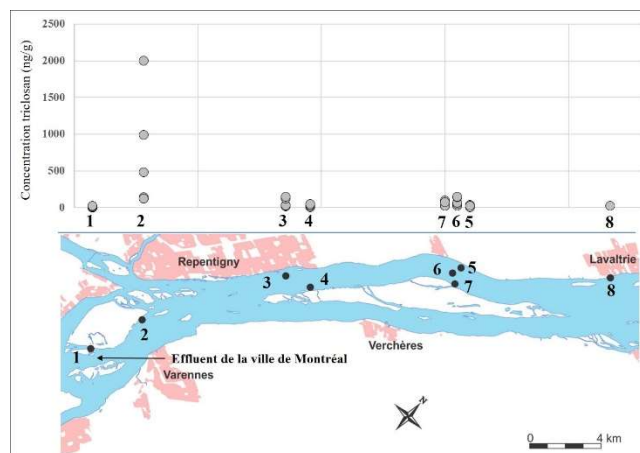 Concentration triclosan (ng/g)
2500
2000
1500
1000
500
0
1 2 3 4 7 6 5 8
Repentigny
Lavaltrie
3 4 6 5 7 8
2
1
Effluent de la ville de Montréal
Varennes
Verchères
N
0 4 km